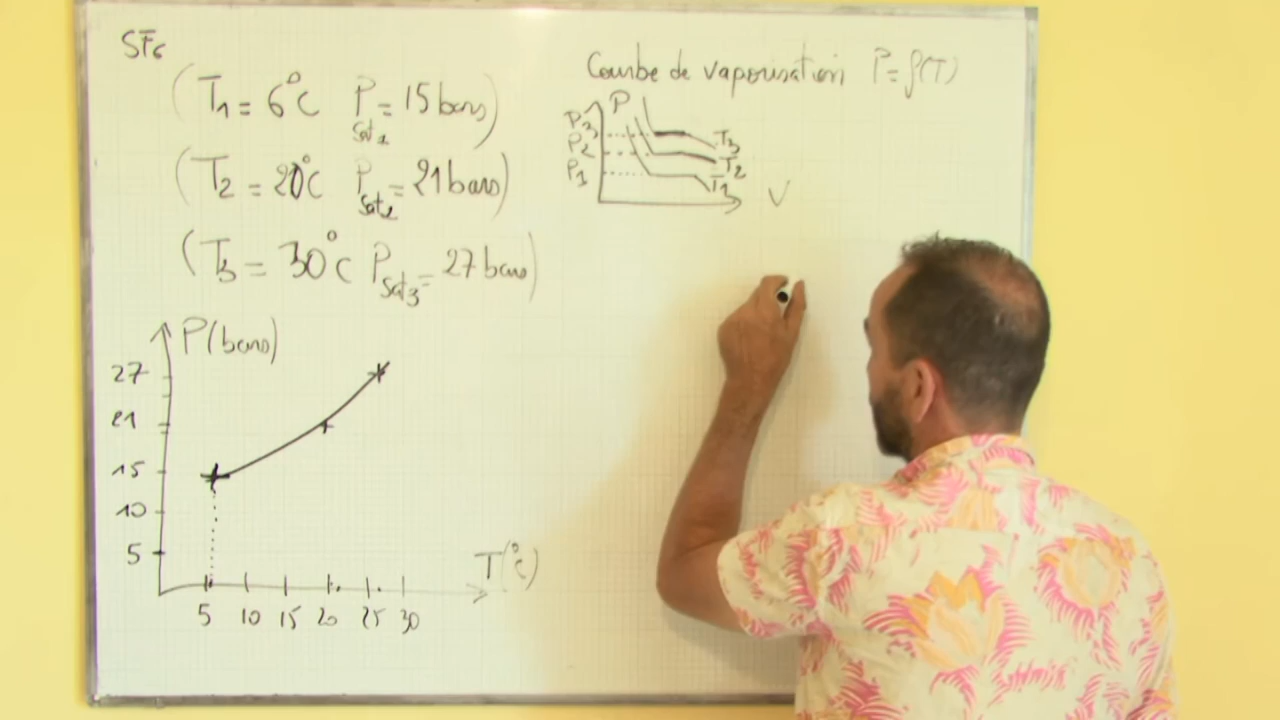 SF6
(T1 = 6°C Psat1 = 15 bars)
(T2 = 20°C Psat2 = 21 bars)
(T3 = 30°C Psat3 = 27 bars)
P(bars)
27
21
15
10
5
5 10 15 20 25 30
T(°C)
Courbe de vaporisation P=f(T)
P
P3
P2
P1
T3
T2
T1
V